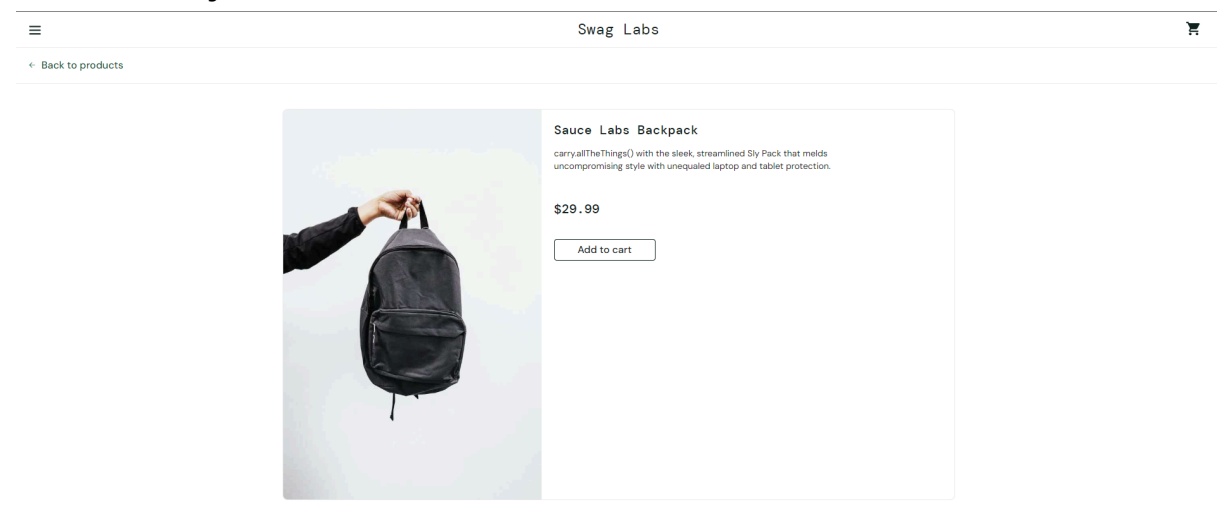 Swag Labs
← Back to products
Sauce Labs Backpack
carry.allTheThings() with the sleek, streamlined Sly Pack that melds
uncompromising style with unequaled laptop and tablet protection.
$29.99
Add to cart